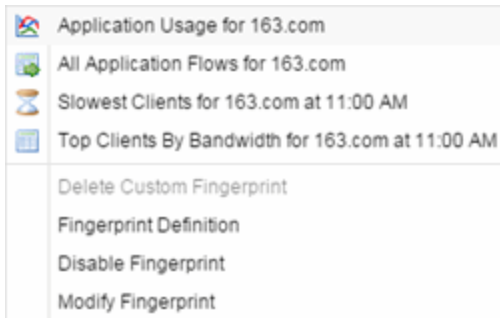 Application Usage for 163.com
All Application Flows for 163.com
Slowest Clients for 163.com at 11:00 AM
Top Clients By Bandwidth for 163.com at 11:00 AM
Delete Custom Fingerprint
Fingerprint Definition
Disable Fingerprint
Modify Fingerprint